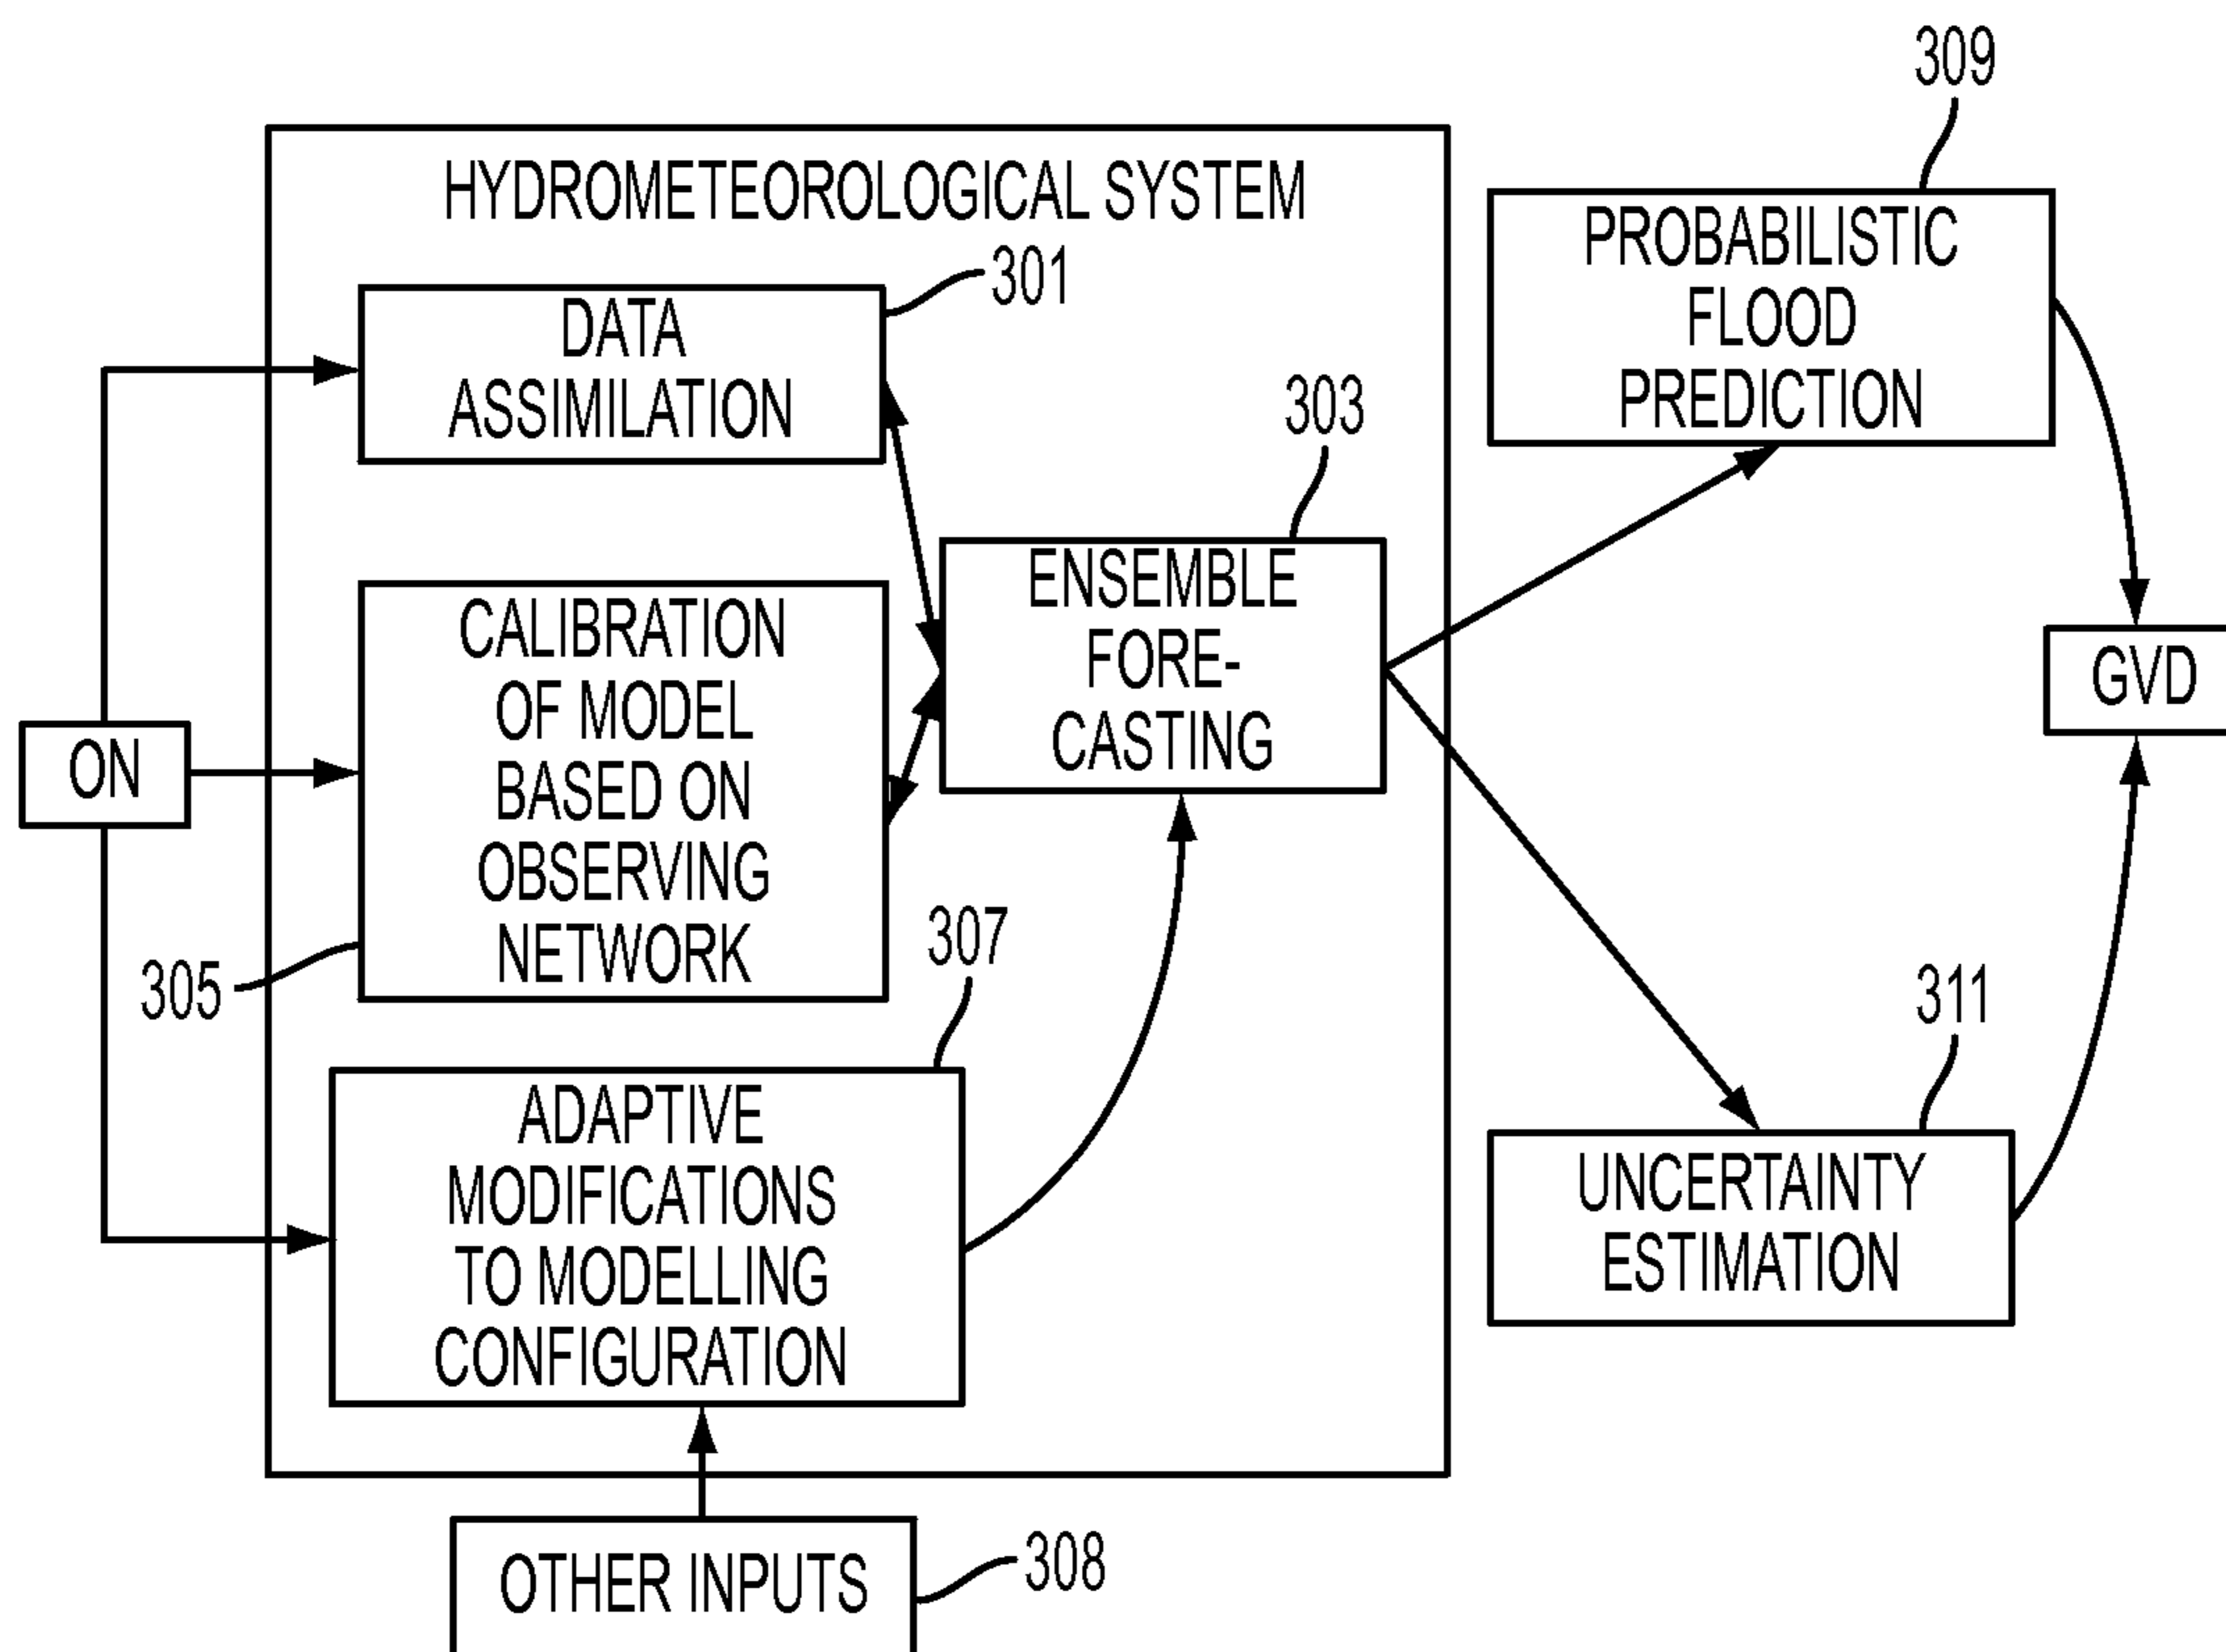 309
HYDROMETEOROLOGICAL SYSTEM
301
DATA
ASSIMILATION
PROBABILISTIC
FLOOD
PREDICTION
303
ENSEMBLE
FORE-
CASTING
CALIBRATION
OF MODEL
BASED ON
OBSERVING
NETWORK
GVD
ON
305
307
311
ADAPTIVE
MODIFICATIONS
TO MODELLING
CONFIGURATION
UNCERTAINTY
ESTIMATION
OTHER INPUTS
308